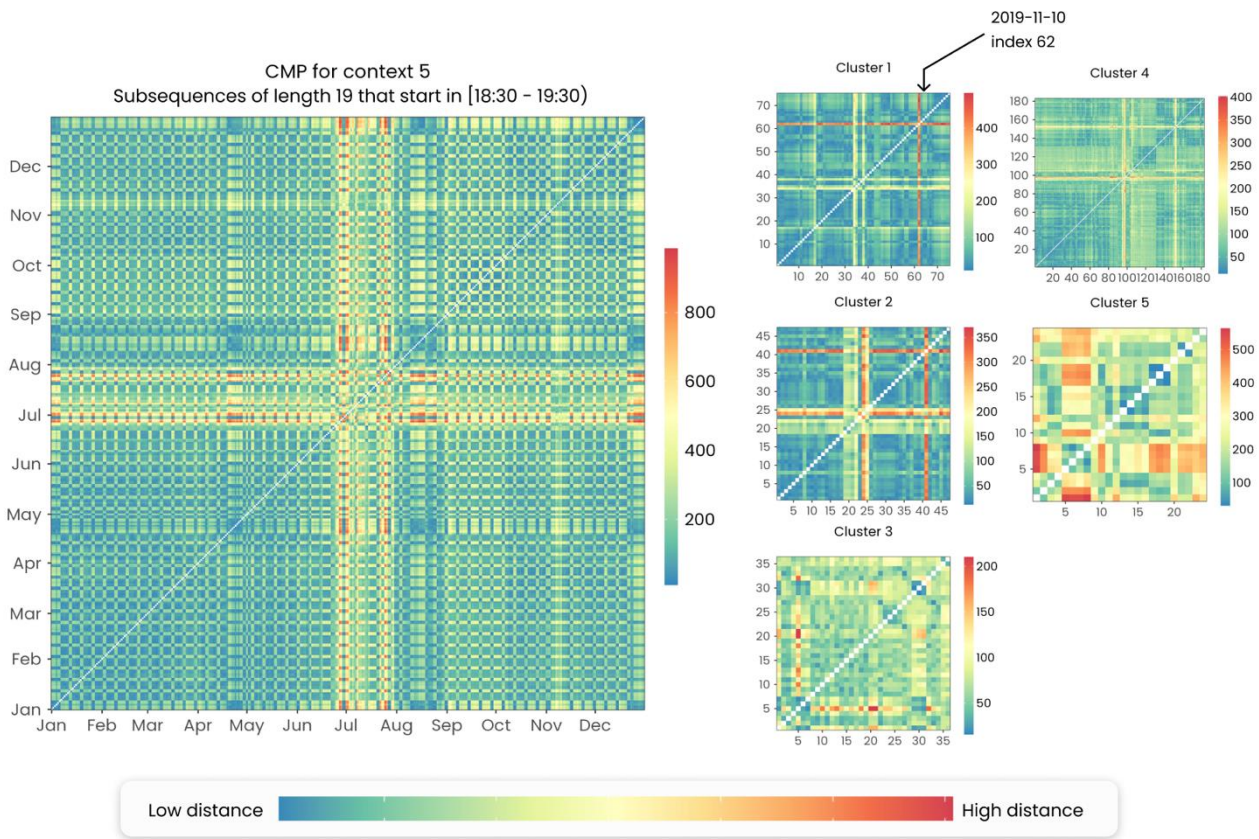 2019-11-10
index 62
CMP for context 5
Subsequences of length 19 that start in [18:30 - 19:30)
Dec
Nov
Oct
Sep
Aug
Jul
Jun
May
Apr
Mar
Feb
Jan
Jan Feb Mar Apr May Jun Jul Aug Sep Oct Nov Dec
800
600
400
200
Cluster 1
70
60
50
40
30
20
10
10 20 30 40 50 60 70
400
300
200
100
Cluster 4
180
160
140
120
100
80
60
40
20
20 40 60 80 100 120 140 160 180
400
350
300
250
200
150
100
50
Cluster 2
45
40
35
30
25
20
15
10
5
5 10 15 20 25 30 35 40 45
350
300
250
200
150
100
50
Cluster 5
20
15
10
5
5 10 15 20
500
400
300
200
100
Cluster 3
35
30
25
20
15
10
5
5 10 15 20 25 30 35
200
150
100
50
Low distance High distance